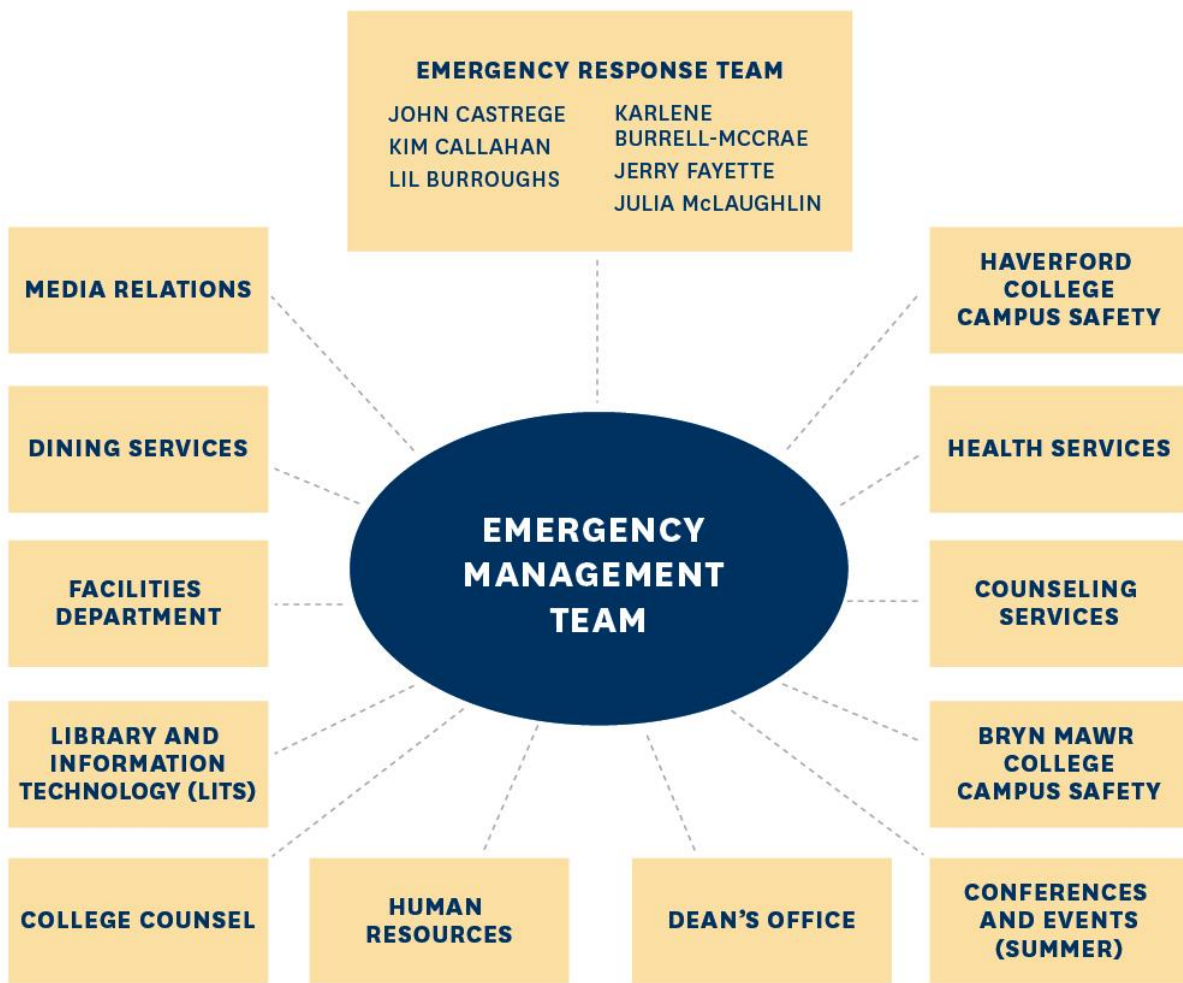 EMERGENCY RESPONSE TEAM
JOHN CASTREGE
KIM CALLAHAN
LIL BURROUGHS
KARLENE
BURRELL-MCCRAE
JERRY FAYETTE
JULIA McLAUGHLIN
MEDIA RELATIONS
HAVERFORD
COLLEGE
CAMPUS SAFETY
DINING SERVICES
HEALTH SERVICES
EMERGENCY
MANAGEMENT
TEAM
FACILITIES
DEPARTMENT
COUNSELING
SERVICES
LIBRARY AND
INFORMATION
TECHNOLOGY (LITS)
BRYN MAWR
COLLEGE
CAMPUS SAFETY
COLLEGE COUNSEL
HUMAN
RESOURCES
DEAN’S OFFICE
CONFERENCES
AND EVENTS
(SUMMER)